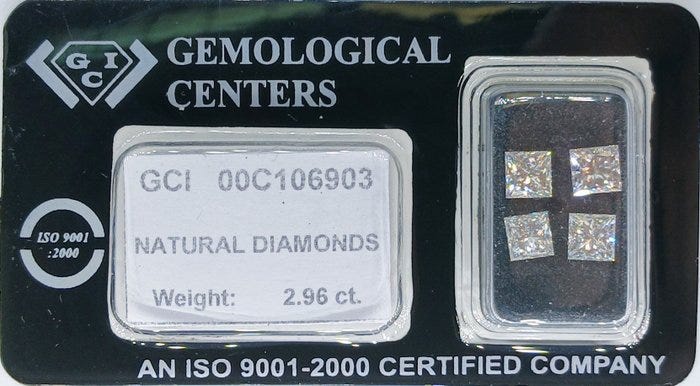 G C I
GEMOLOGICAL
CENTERS
GCI 00C106903
NATURAL DIAMONDS
Weight: 2.96 ct.
ISO 9001
:2000
AN ISO 9001-2000 CERTIFIED COMPANY